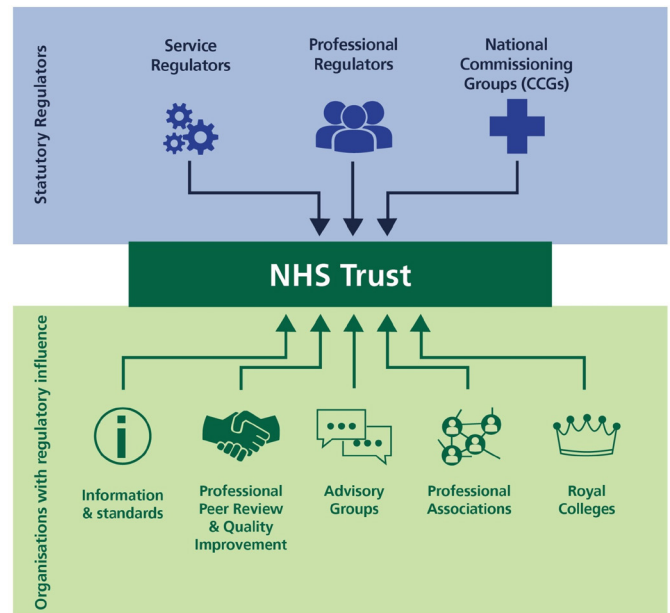 Statutory Regulators
Service
Regulators
Professional
Regulators
National
Commissioning
Groups (CCGs)
NHS Trust
Organisations with regulatory influence
Information
& standards
Professional
Peer Review
& Quality
Improvement
Advisory
Groups
Professional
Associations
Royal
Colleges